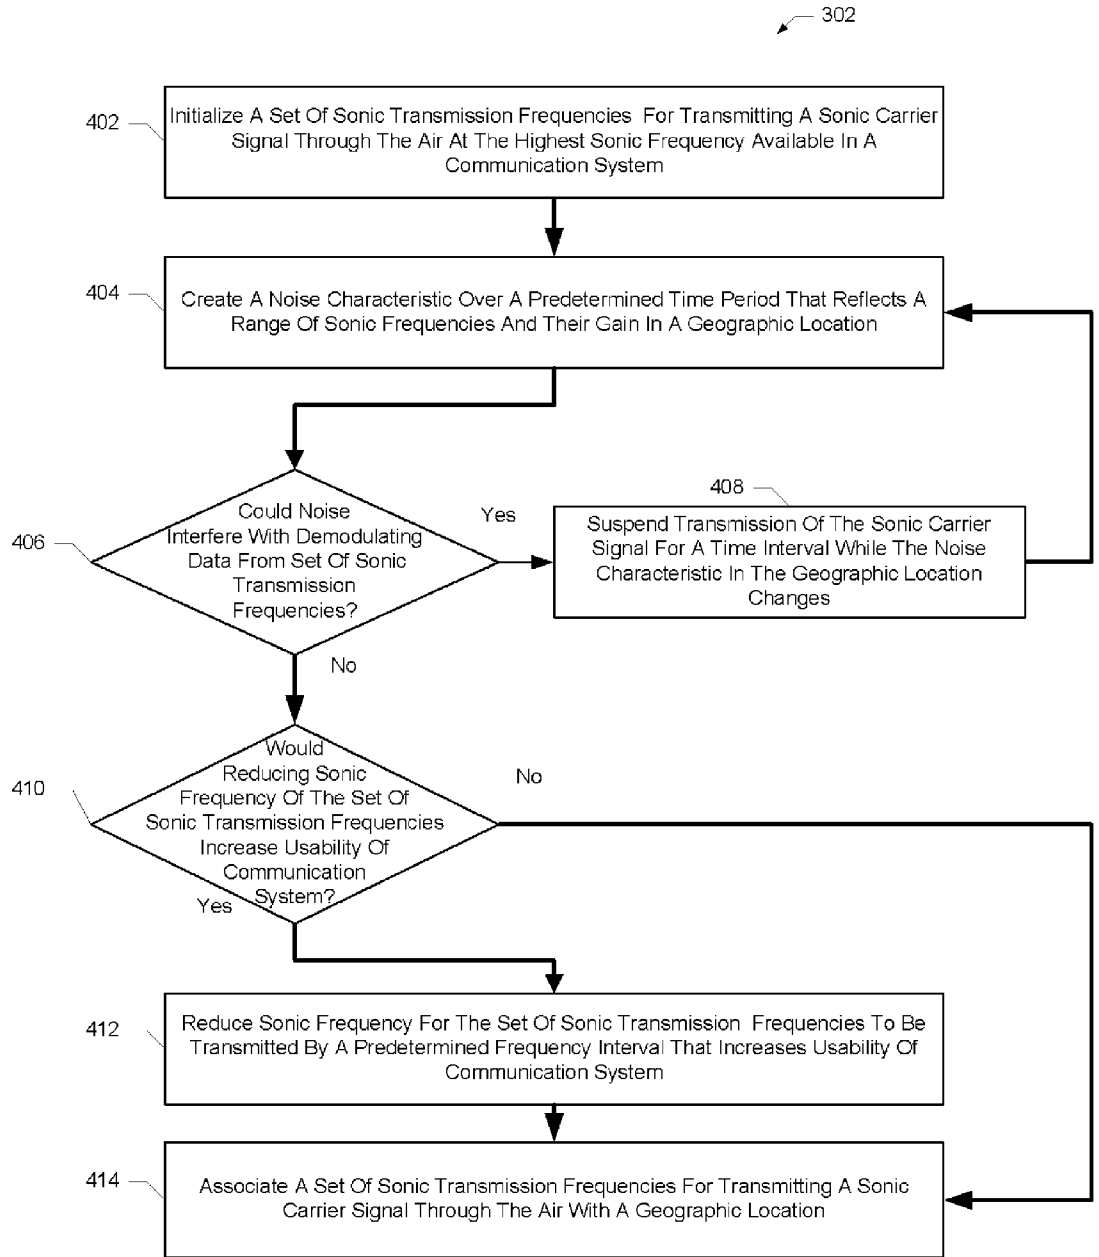 302
402
Initialize A Set Of Sonic Transmission Frequencies For Transmitting A Sonic Carrier
Signal Through The Air At The Highest Sonic Frequency Available In A
Communication System
404
Create A Noise Characteristic Over A Predetermined Time Period That Reflects A
Range Of Sonic Frequencies And Their Gain In A Geographic Location
406
Could Noise
Interfere With Demodulating
Data From Set Of Sonic
Transmission
Frequencies?
Yes
408
Suspend Transmission Of The Sonic Carrier
Signal For A Time Interval While The Noise
Characteristic In The Geographic Location
Changes
No
410
Would
Reducing Sonic
Frequency Of The Set Of
Sonic Transmission Frequencies
Increase Usability Of
Communication
System?
No
Yes
412
Reduce Sonic Frequency For The Set Of Sonic Transmission Frequencies To Be
Transmitted By A Predetermined Frequency Interval That Increases Usability Of
Communication System
414
Associate A Set Of Sonic Transmission Frequencies For Transmitting A Sonic
Carrier Signal Through The Air With A Geographic Location